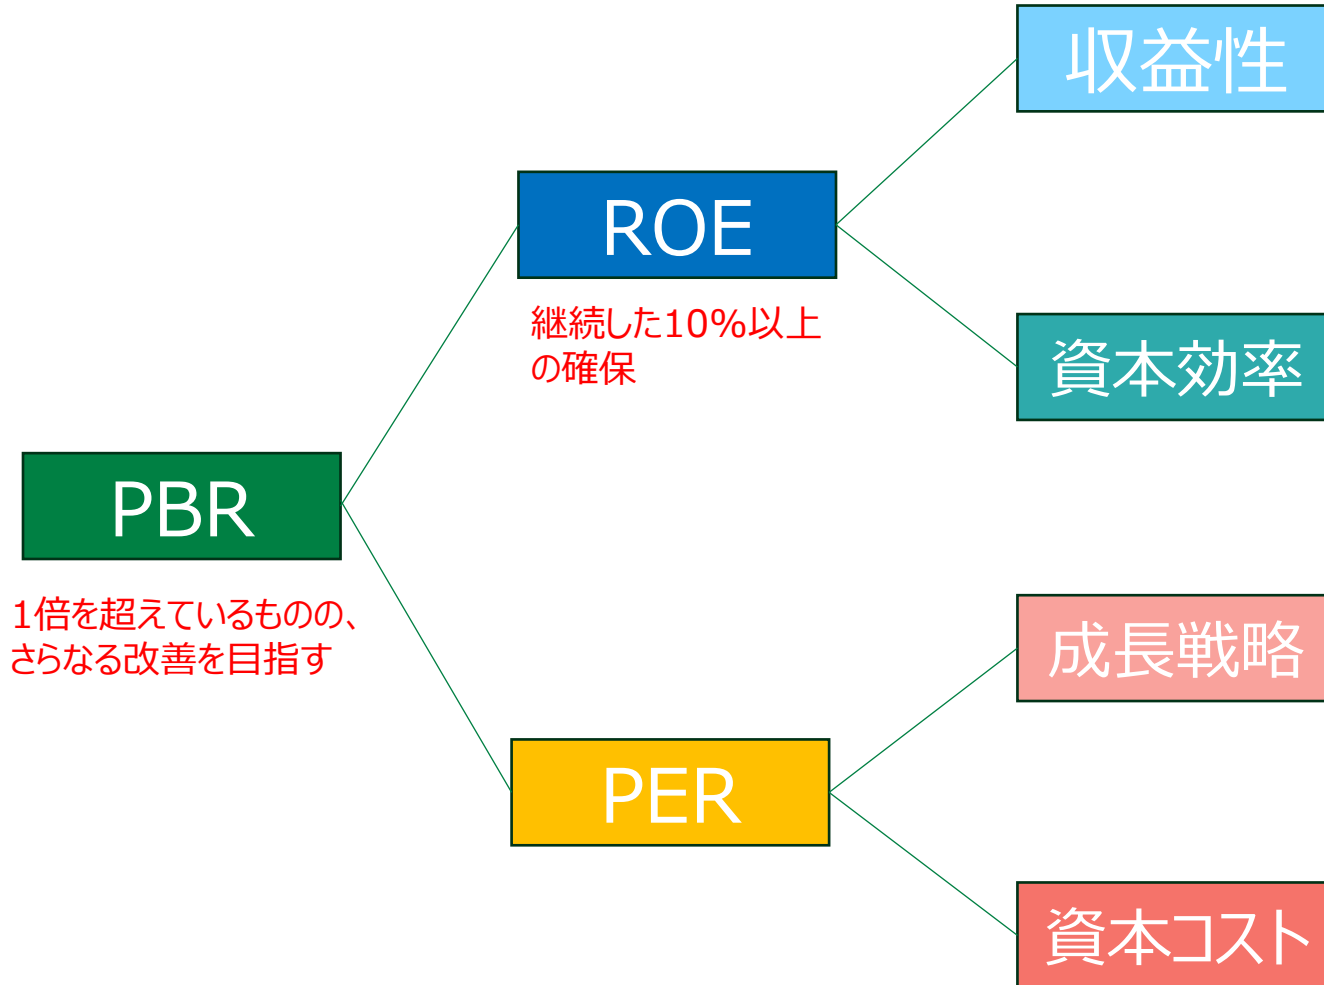 収益性
ROE
継続した10%以上
の確保
資本効率
PBR
1倍を超えているものの、
さらなる改善を目指す
成長戦略
PER
資本コスト